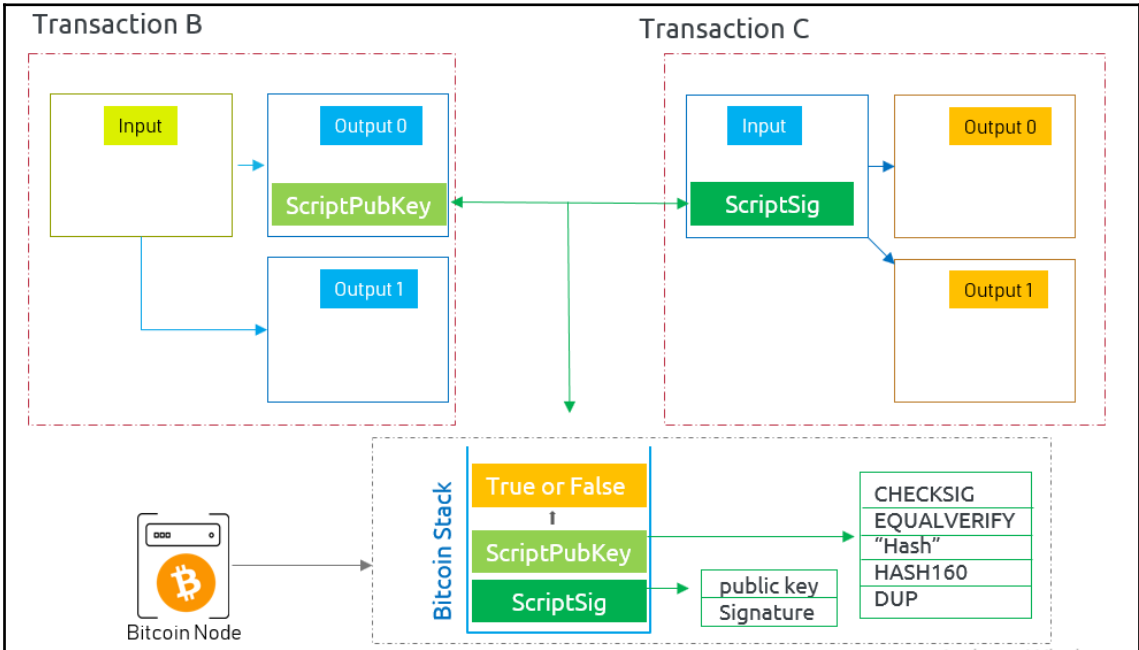 Transaction B
Transaction C
Input
Output 0
ScriptPubKey
Output 1
Input
ScriptSig
Output 0
Output 1
Bitcoin Stack
True or False
ScriptPubKey
ScriptSig
public key
Signature
CHECKSIG
EQUALVERIFY
“Hash”
HASH160
DUP
Bitcoin Node